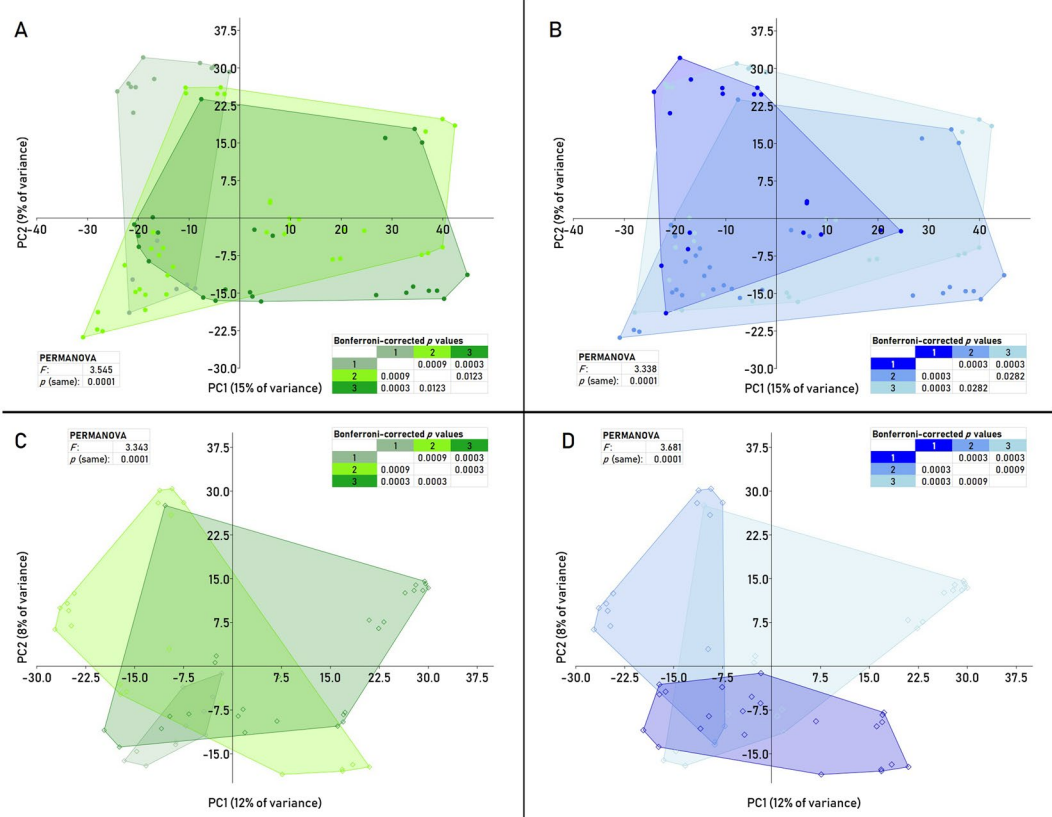 A
37.5
30.0
22.5
15.0
7.5
-7.5
-15.0
-22.5
-30.0
-40 -30 -20 -10 10 20 30 40
PC2 (9% of variance)
PC1 (15% of variance)
PERMANOVA
F: 3.545
p (same): 0.0001
Bonferroni-corrected p values
1 2 3
1 0.0009 0.0003
2 0.0009 0.0123
3 0.0003 0.0123
B
37.5
30.0
22.5
15.0
7.5
-7.5
-15.0
-22.5
-30.0
-40 -30 -20 -10 10 20 30 40
PC2 (9% of variance)
PC1 (15% of variance)
PERMANOVA
F: 3.338
p (same): 0.0001
Bonferroni-corrected p values
1 2 3
1 0.0003 0.0003
2 0.0003 0.0282
3 0.0003 0.0282
C
PERMANOVA
F: 3.343
p (same): 0.0001
Bonferroni-corrected p values
1 2 3
1 0.0009 0.0003
2 0.0009 0.0003
3 0.0003 0.0003
37.5
30.0
22.5
15.0
7.5
-7.5
-15.0
-30.0 -22.5 -15.0 -7.5 7.5 15.0 22.5 30.0 37.5
PC2 (8% of variance)
PC1 (12% of variance)
D
PERMANOVA
F: 3.681
p (same): 0.0001
Bonferroni-corrected p values
1 2 3
1 0.0003 0.0003
2 0.0003 0.0009
3 0.0003 0.0009
37.5
30.0
22.5
15.0
7.5
-7.5
-15.0
-30.0 -22.5 -15.0 -7.5 7.5 15.0 22.5 30.0 37.5
PC2 (8% of variance)
PC1 (12% of variance)